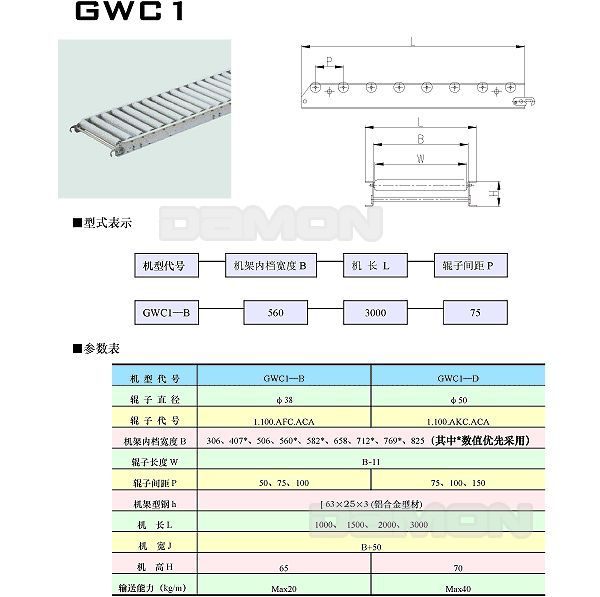 GWC1
L
P
L
B
W
H
DAMON
■型式表示
机型代号 机架内档宽度 B 机 长 L 辊子间距 P
GWC1—B 560 3000 75
■参数表
机 型 代 号 GWC1—B GWC1—D
辊 子 直 径 φ38 φ50
辊 子 代 号 1.100.AFC.ACA 1.100.AKC.ACA
机架内档宽度 B 306、407*、506、560*、582*、658、712*、769*、825 (其中*数值优先采用)
辊子长度 W B-11
辊子间距 P 50、75、100 75、100、150
机架型钢 h [ 63×25×3 (铝合金型材)
机 长 L 1000、 1500、 2000、 3000
机 宽 J B+50
机 高 H 65 70
输送能力 (kg/m) Max20 Max40
DAMON